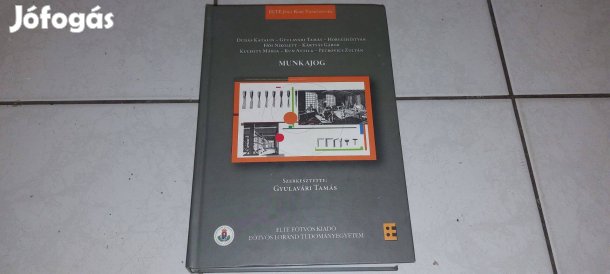 Jófogás
ELTE JOGI KARI TANKÖNYVEK
DUDÁS KATALIN – GYULAVÁRI TAMÁS – HORVÁTH ISTVÁN
HŐS NIKOLETT – KÁRTYÁS GÁBOR
KULISITY MÁRIA – KUN ATTILA – PETROVICS ZOLTÁN
MUNKAJOG
SZERKESZTETTE:
GYULAVÁRI TAMÁS
ELTE EÖTVÖS KIADÓ
EÖTVÖS LORÁND TUDOMÁNYEGYETEM